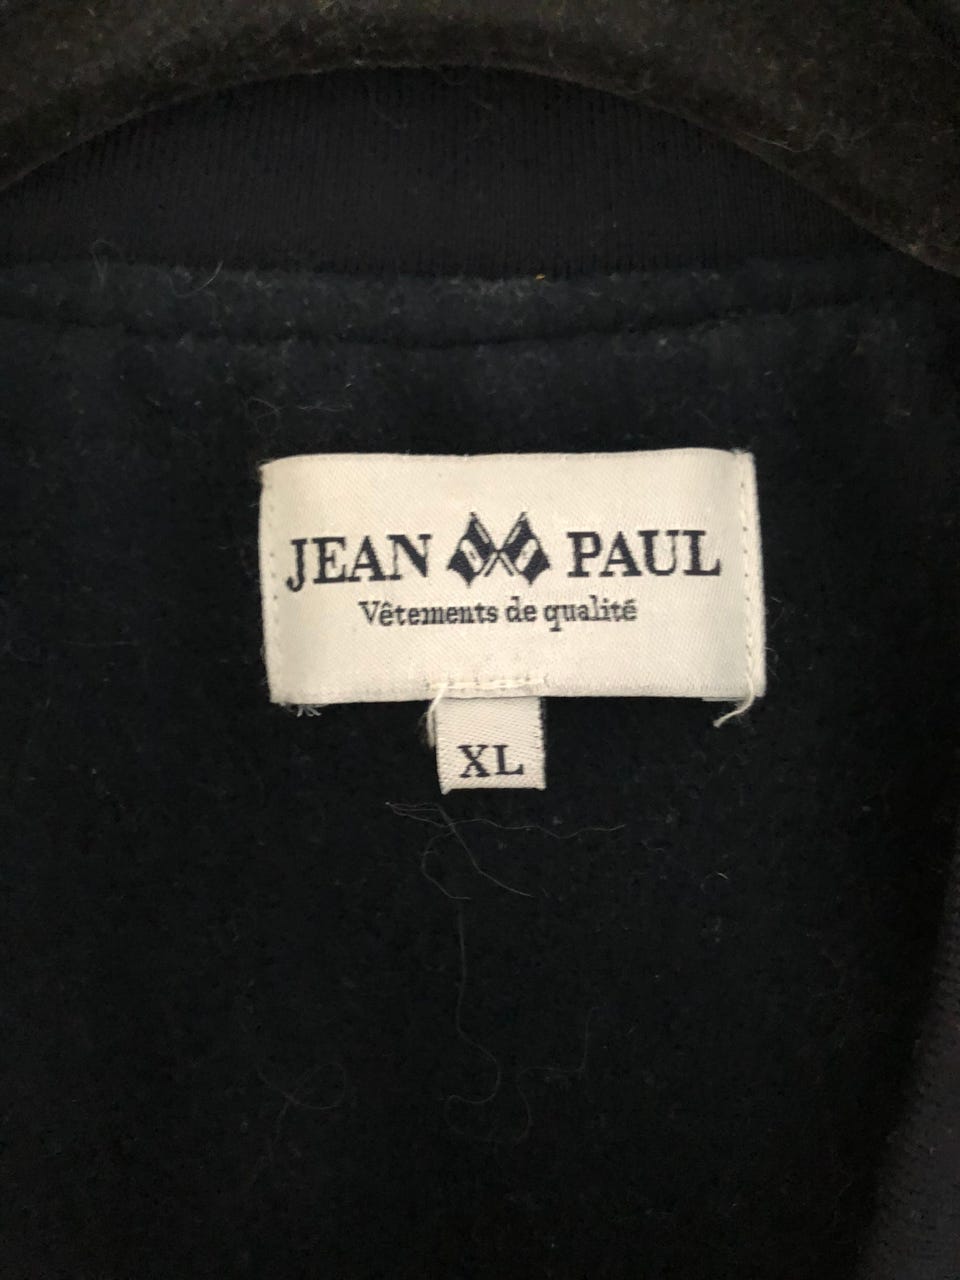 JEAN PAUL
Vêtements de qualité
XL